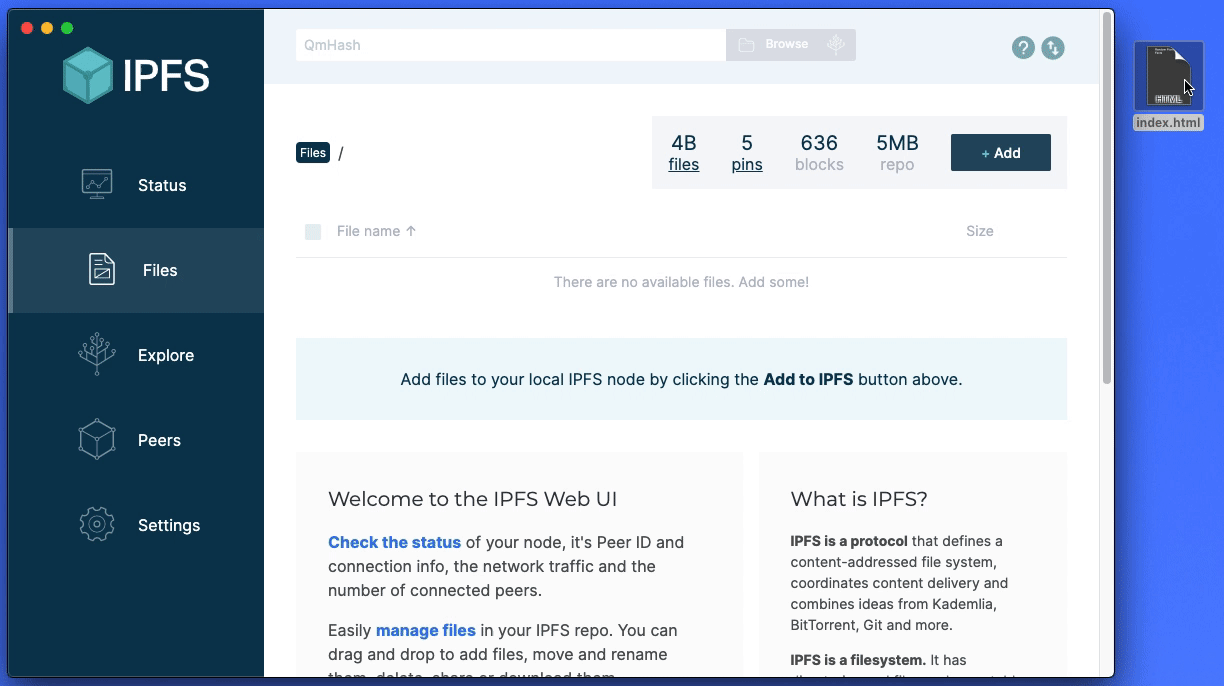 IPFS
Status
Files
Explore
Peers
Settings
QmHash
Browse
Files /
4B
files
5
pins
636
blocks
5MB
repo
+ Add
File name ↑
Size
There are no available files. Add some!
Add files to your local IPFS node by clicking the Add to IPFS button above.
Welcome to the IPFS Web UI
Check the status of your node, it's Peer ID and
connection info, the network traffic and the
number of connected peers.
Easily manage files in your IPFS repo. You can
drag and drop to add files, move and rename
them, delete, share or download them.
What is IPFS?
IPFS is a protocol that defines a
content-addressed file system,
coordinates content delivery and
combines ideas from Kademlia,
BitTorrent, Git and more.
IPFS is a filesystem. It has
?
HTML
index.html